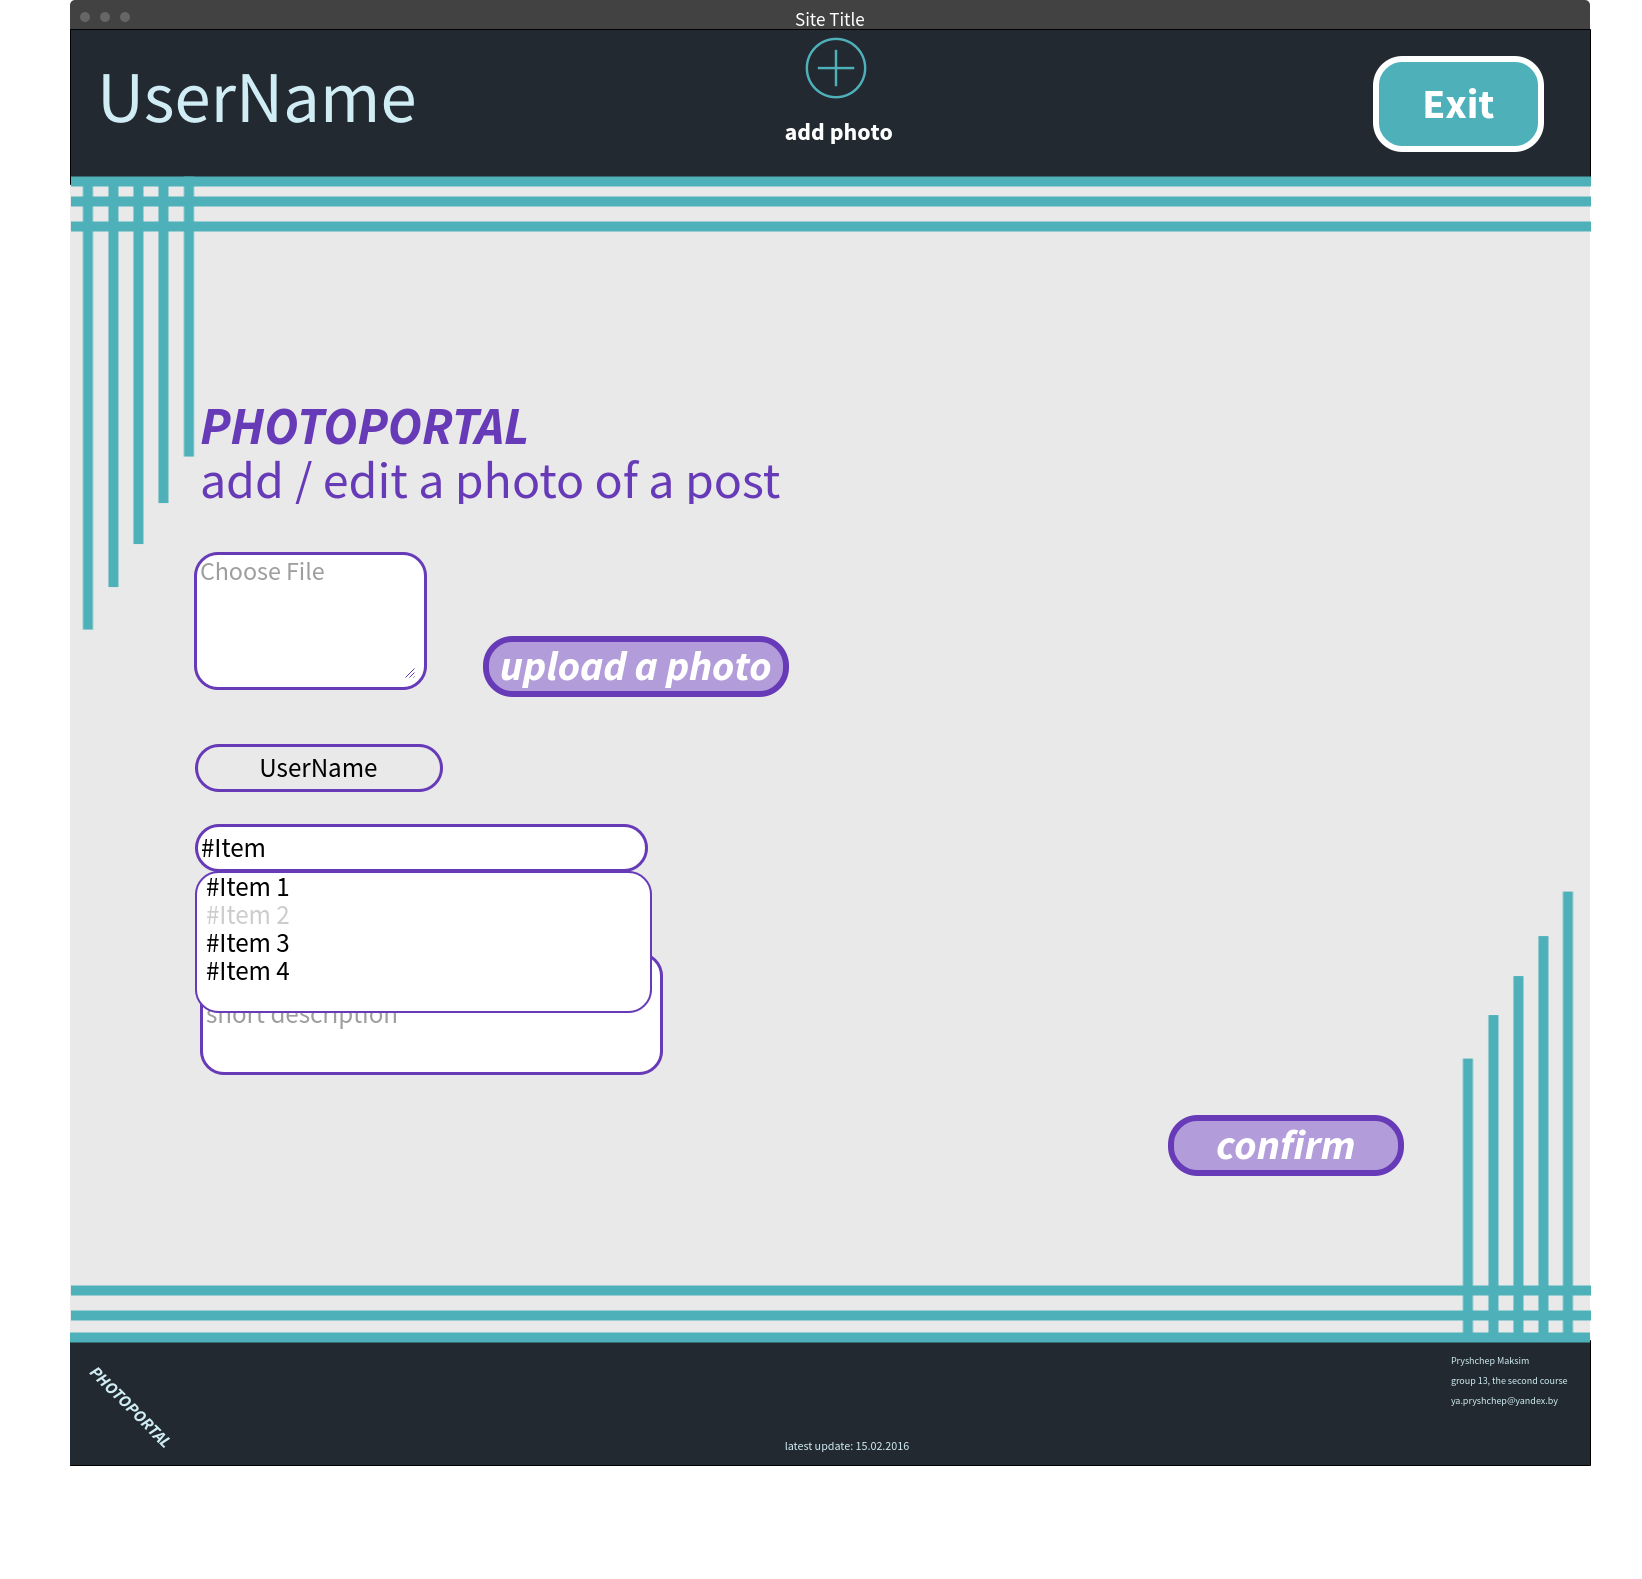 Site Title
UserName
add photo
Exit
PHOTOPORTAL
add / edit a photo of a post
Choose File
upload a photo
UserName
#Item
#Item 1
#Item 2
#Item 3
#Item 4
short description
confirm
PHOTOPORTAL
Pryshchep Maksim
group 13, the second course
ya.pryshchep@yandex.by
latest update: 15.02.2016